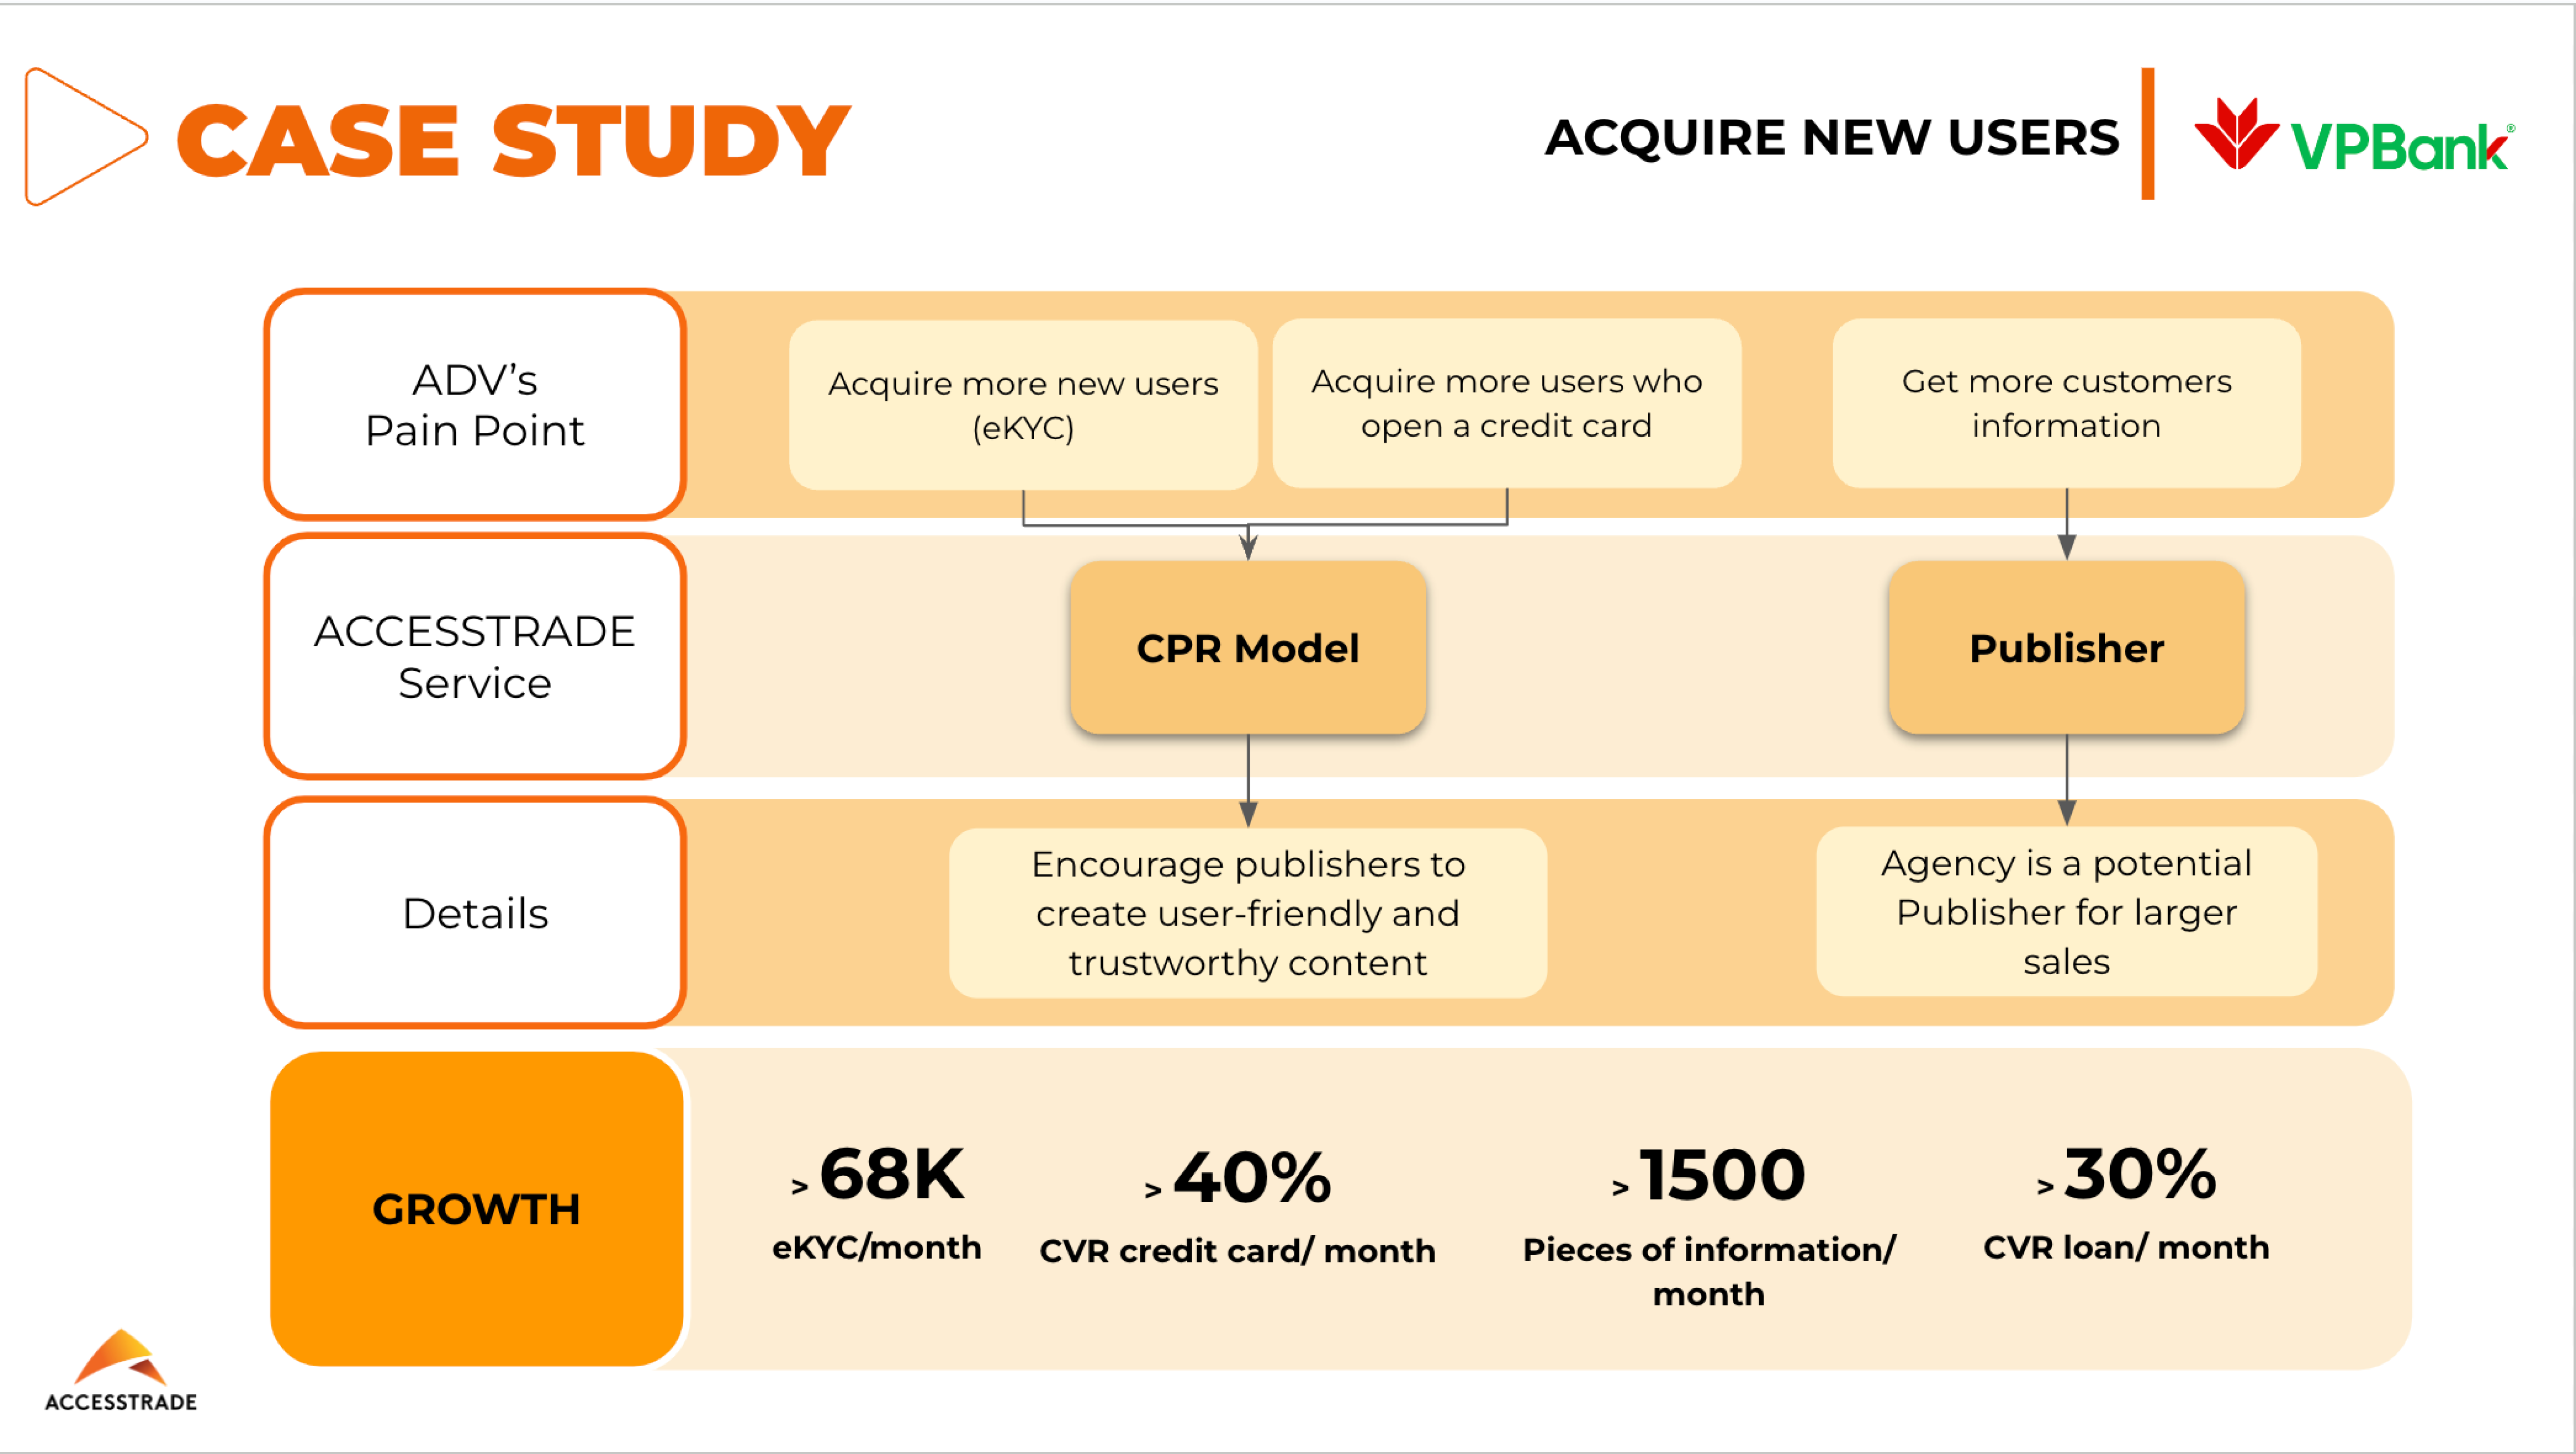 CASE STUDY
ACQUIRE NEW USERS
VPBank®
ADV's
Pain Point
Acquire more new users
(eKYC)
Acquire more users who
open a credit card
Get more customers
information
ACCESSTRADE
Service
CPR Model
Publisher
Details
Encourage publishers to
create user-friendly and
trustworthy content
Agency is a potential
Publisher for larger
sales
GROWTH
> 68K
eKYC/month
> 40%
CVR credit card/ month
> 1500
Pieces of information/
month
> 30%
CVR loan/ month
ACCESSTRADE